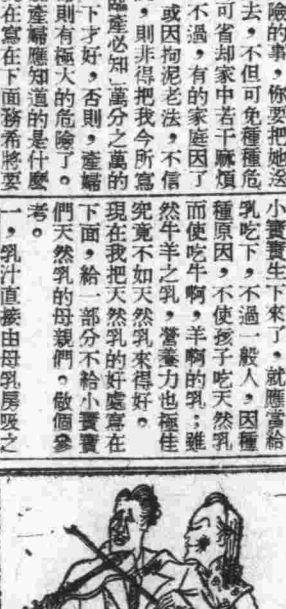 險的事,你要把她送
去,不但可免種種危
可省却家中若干麻煩
不過,有的家庭因了
或因拘泥老法,不信
,則非得把我今所寫
臨產必知一萬分之萬的
下才好,否則,產婦
則有極大的危險了。
產婦應知道的是什麼
在寫在下面務希將要
小寶寶生下來了,就應當給
乳吃下,不過一般人,因種
種原因,不使孩子吃天然乳
而使吃牛啊,羊啊的乳;雖
然牛羊之乳,營養力也極佳
究竟不如天然乳來得好。
現在我把天然乳的好處寫在
下面,給一部分不給小寶寶
們天然乳的母親們。做個參
考。
一,乳汁直接由母乳房吸之